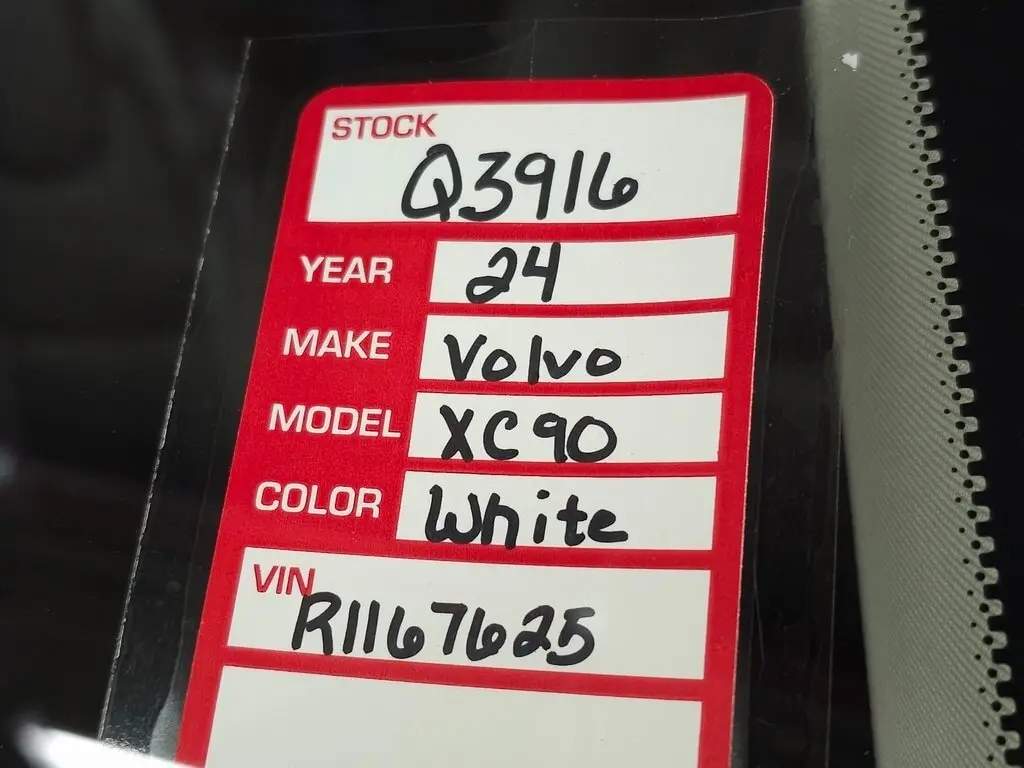 STOCK
Q3916
YEAR 24
MAKE Volvo
MODEL XC90
COLOR White
VIN
R1167625